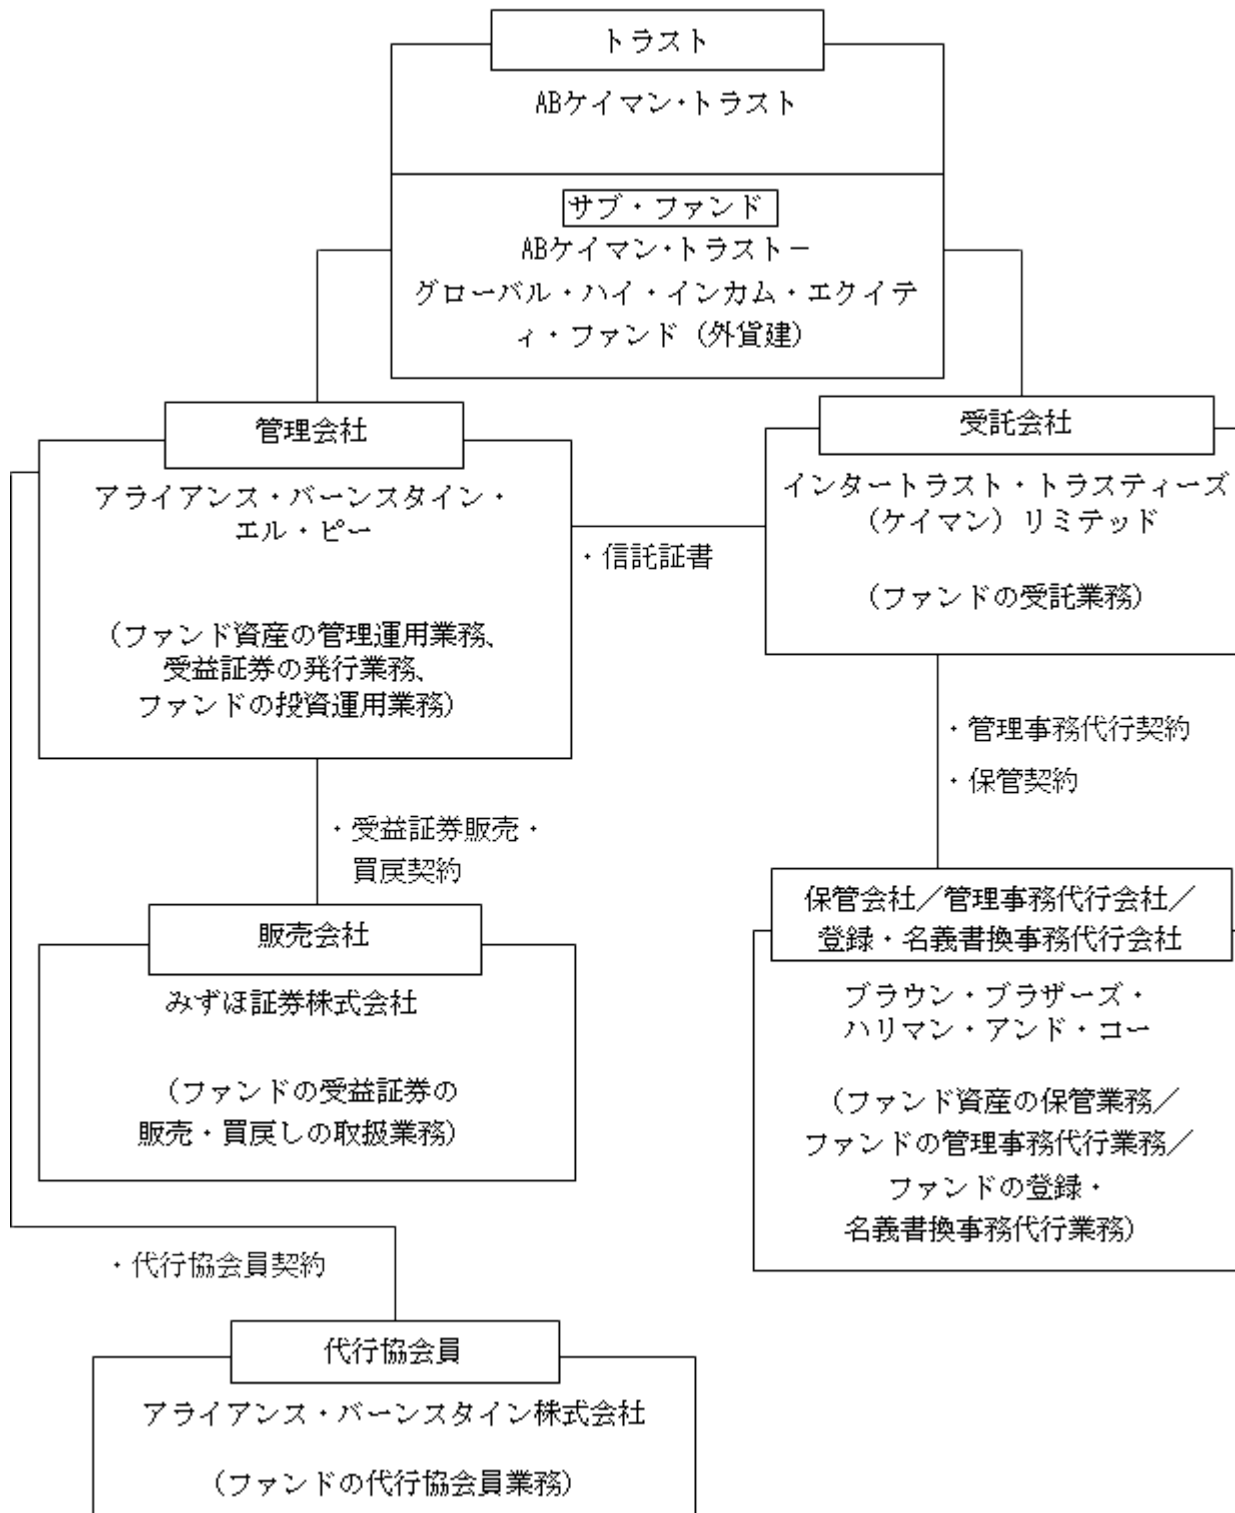 トラスト
ABケイマン・トラスト
サブ・ファンド
ABケイマン・トラスト－
グローバル・ハイ・インカム・エクイテ
ィ・ファンド（外貨建）
管理会社
アライアンス・バーンスタイン・
エル・ピー
（ファンド資産の管理運用業務、
受益証券の発行業務、
ファンドの投資運用業務）
・信託証書
受託会社
インタートラスト・トラスティーズ
（ケイマン）リミテッド
（ファンドの受託業務）
・管理事務代行契約
・保管契約
・受益証券販売・
買戻契約
販売会社
みずほ証券株式会社
（ファンドの受益証券の
販売・買戻しの取扱業務）
保管会社／管理事務代行会社／
登録・名義書換事務代行会社
ブラウン・ブラザーズ・
ハリマン・アンド・コー
（ファンド資産の保管業務／
ファンドの管理事務代行業務／
ファンドの登録・
名義書換事務代行業務）
・代行協会員契約
代行協会員
アライアンス・バーンスタイン株式会社
（ファンドの代行協会員業務）